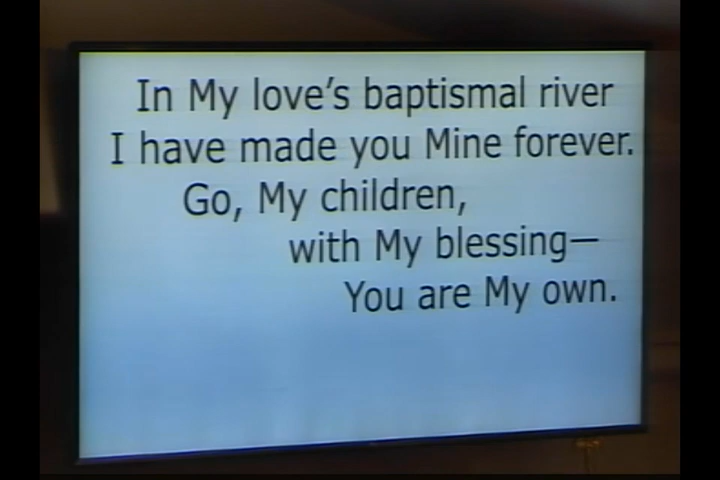 In My love’s baptismal river
I have made you Mine forever.
Go, My children,
with My blessing—
You are My own.